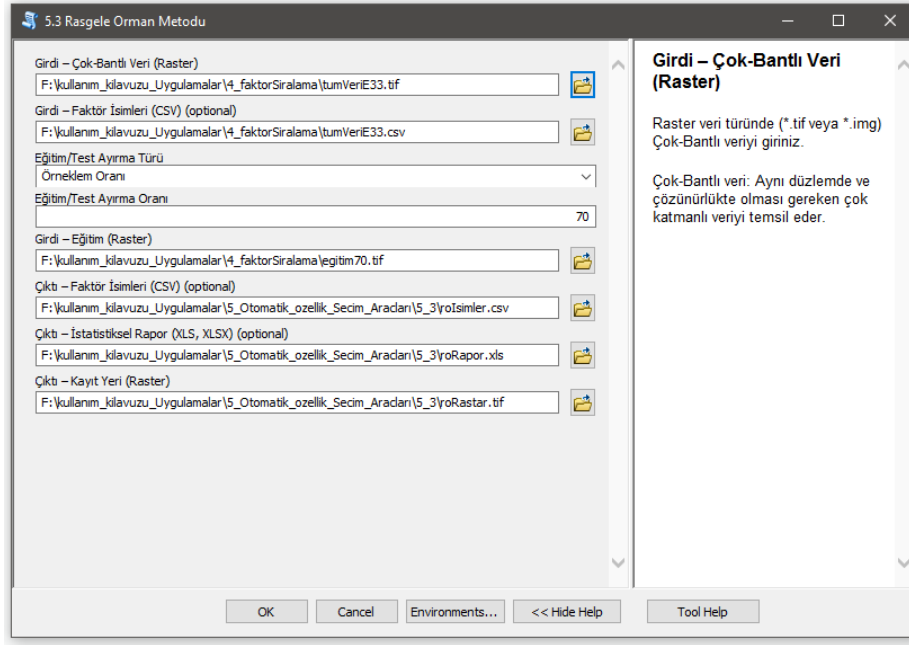 5.3 Rasgele Orman Metodu
Girdi – Çok-Bantlı Veri (Raster)
F:\kullanım_kilavuzu_Uygulamalar\4_faktorSiralama\tumVeriE33.tif
Girdi – Faktör İsimleri (CSV) (optional)
F:\kullanım_kilavuzu_Uygulamalar\4_faktorSiralama\tumVeriE33.csv
Eğitim/Test Ayırma Türü
Örneklem Oranı
Eğitim/Test Ayırma Oranı
70
Girdi – Eğitim (Raster)
F:\kullanım_kilavuzu_Uygulamalar\4_faktorSiralama\egitim70.tif
Çıktı – Faktör İsimleri (CSV) (optional)
F:\kullanım_kilavuzu_Uygulamalar\5_Otomatik_ozellik_Secim_Aracları\5_3\roIsimler.csv
Çıktı – İstatistiksel Rapor (XLS, XLSX) (optional)
F:\kullanım_kilavuzu_Uygulamalar\5_Otomatik_ozellik_Secim_Aracları\5_3\roRapor.xls
Çıktı – Kayıt Yeri (Raster)
F:\kullanım_kilavuzu_Uygulamalar\5_Otomatik_ozellik_Secim_Aracları\5_3\roRastar.tif
Girdi – Çok-Bantlı Veri
(Raster)
Raster veri türünde (*.tif veya *.img)
Çok-Bantlı veriyi giriniz.
Çok-Bantlı veri: Aynı düzlemde ve
çözünürlükte olması gereken çok
katmanlı veriyi temsil eder.
OK
Cancel
Environments...
<< Hide Help
Tool Help